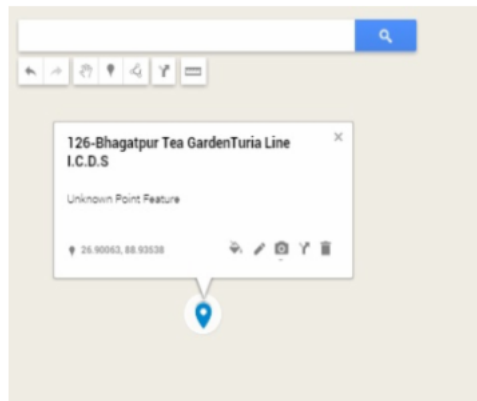 126-Bhagatpur Tea GardenTuria Line
I.C.D.S
Unknown Point Feature
26.90063, 88.93538